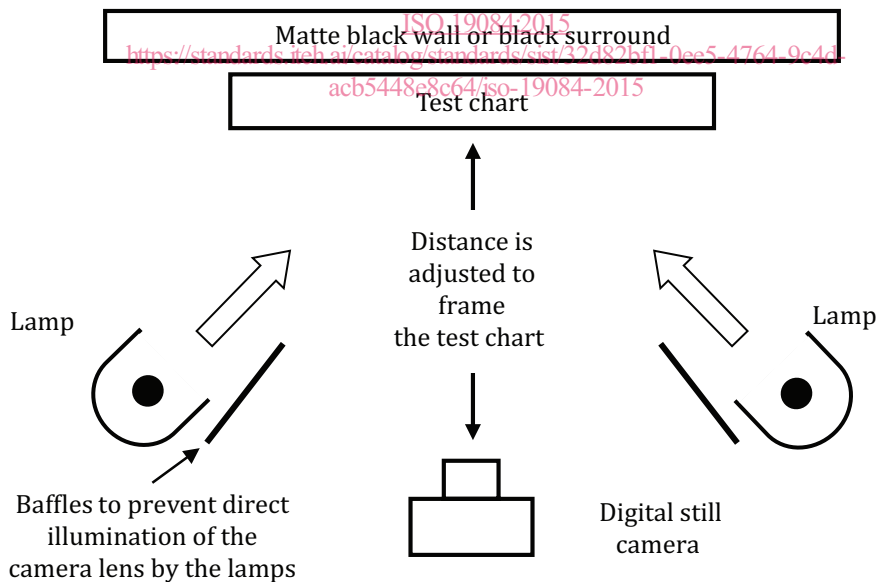 ISO 19084:2015
Matte black wall or black surround
https://standards.iteh.ai/catalog/standards/sist/32d82bf1-0ee5-4764-9c4d-
acb5448e8c64/iso-19084-2015
Test chart
Distance is
adjusted to
frame
the test chart
Lamp
Lamp
Baffles to prevent direct
illumination of the
camera lens by the lamps
Digital still
camera